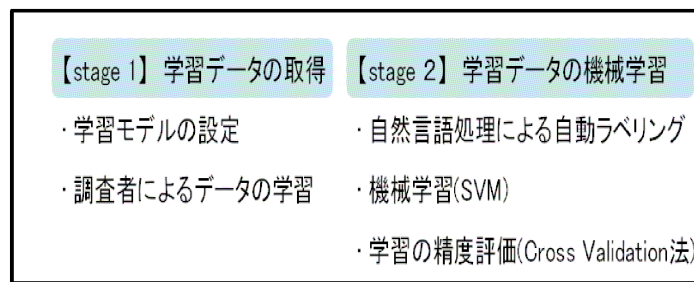 【stage 1】 学習データの取得
・学習モデルの設定
・調査者によるデータの学習
【stage 2】 学習データの機械学習
・自然言語処理による自動ラベリング
・機械学習(SVM)
・学習の精度評価(Cross Validation法)